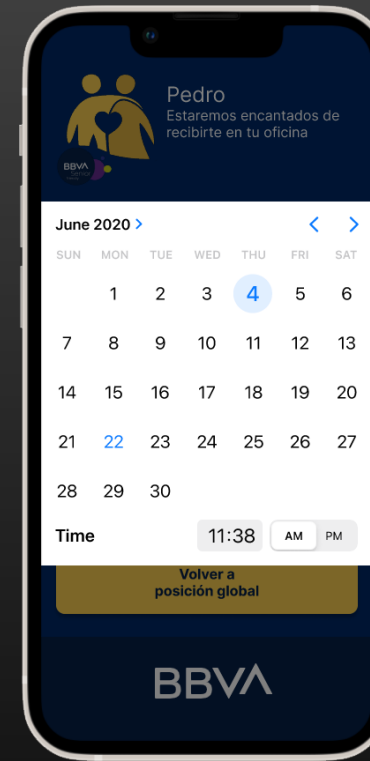 Pedro
Estaremos encantados de
recibirte en tu oficina
BBVA
Senior
June 2020 >
< >
SUN MON TUE WED THU FRI SAT
1 2 3 4 5 6
7 8 9 10 11 12 13
14 15 16 17 18 19 20
21 22 23 24 25 26 27
28 29 30
Time 11:38 AM PM
Volver a
posición global
BBVA